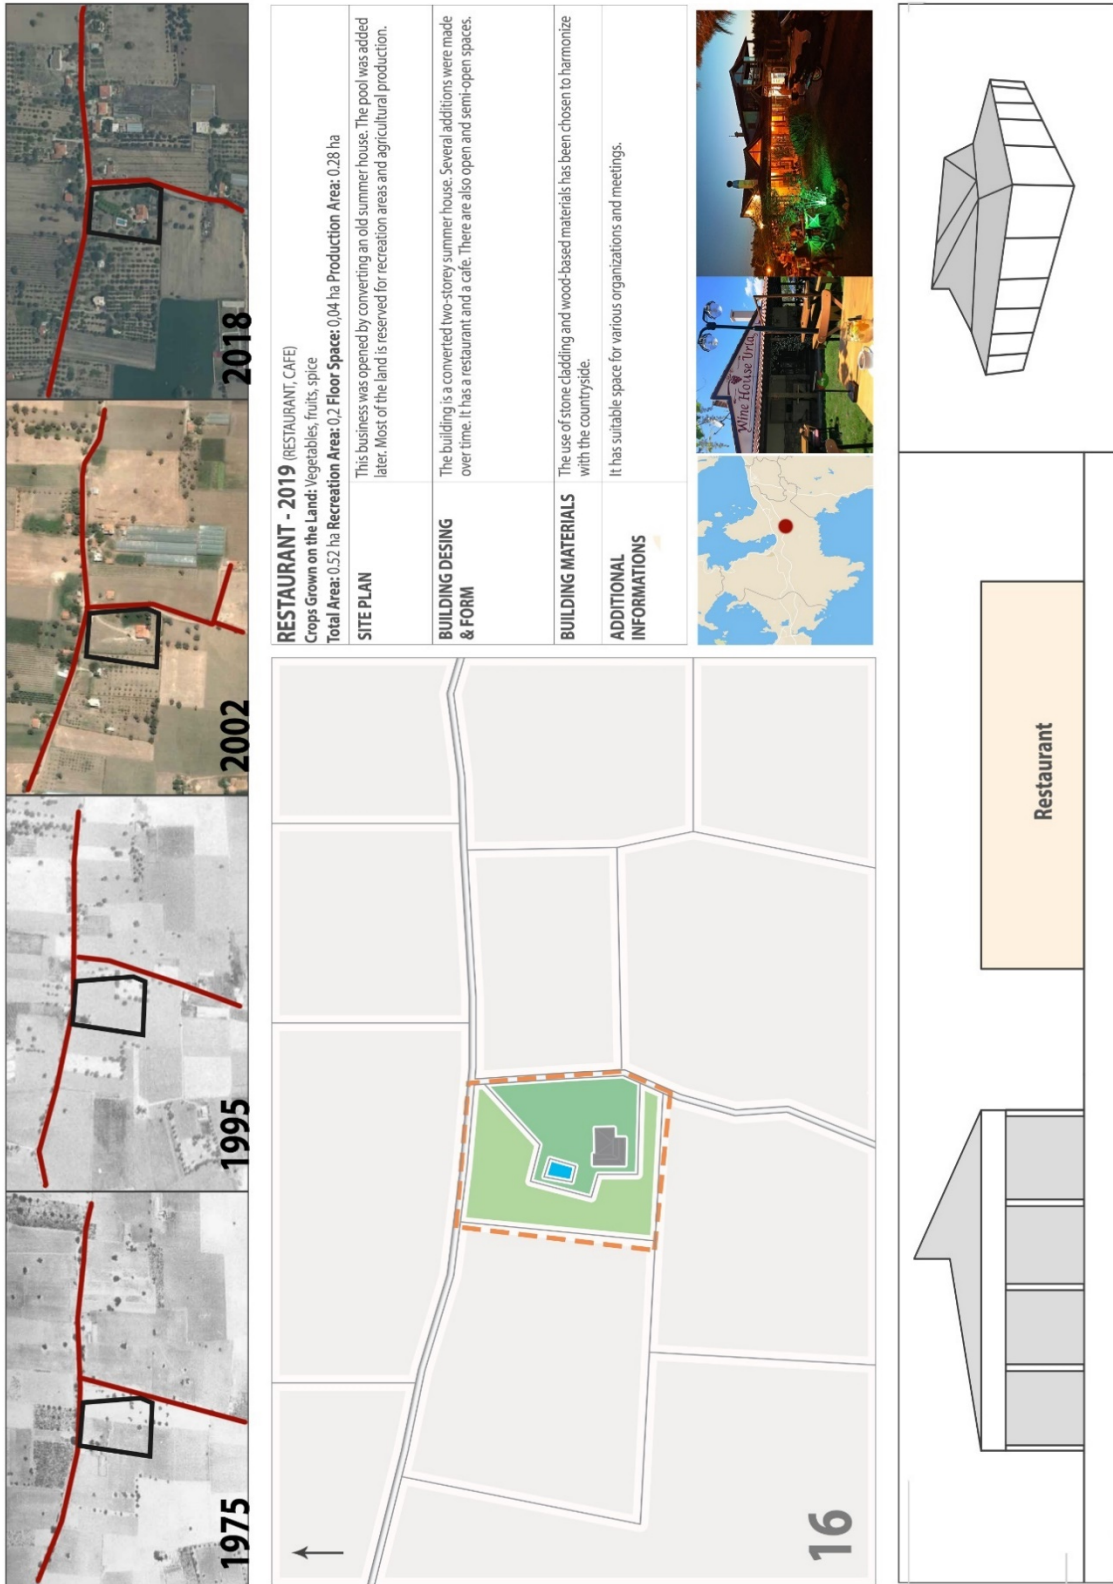 1975
1995
2002
2018
16
RESTAURANT - 2019 (RESTAURANT, CAFE)
Crops Grown on the Land: Vegetables, fruits, spice
Total Area: 0.52 ha Recreation Area: 0,2 Floor Space: 0,04 ha Production Area: 0.28 ha
SITE PLAN
This business was opened by converting an old summer house. The pool was added
later. Most of the land is reserved for recreation areas and agricultural production.
BUILDING DESING
& FORM
The building is a converted two-storey summer house. Several additions were made
over time. It has a restaurant and a cafe. There are also open and semi-open spaces.
BUILDING MATERIALS
The use of stone cladding and wood-based materials has been chosen to harmonize
with the countryside.
ADDITIONAL
INFORMATIONS
It has suitable space for various organizations and meetings.
Wine House Urla
Restaurant